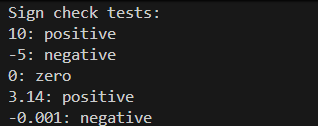 Sign check tests:
10: positive
-5: negative
0: zero
3.14: positive
-0.001: negative